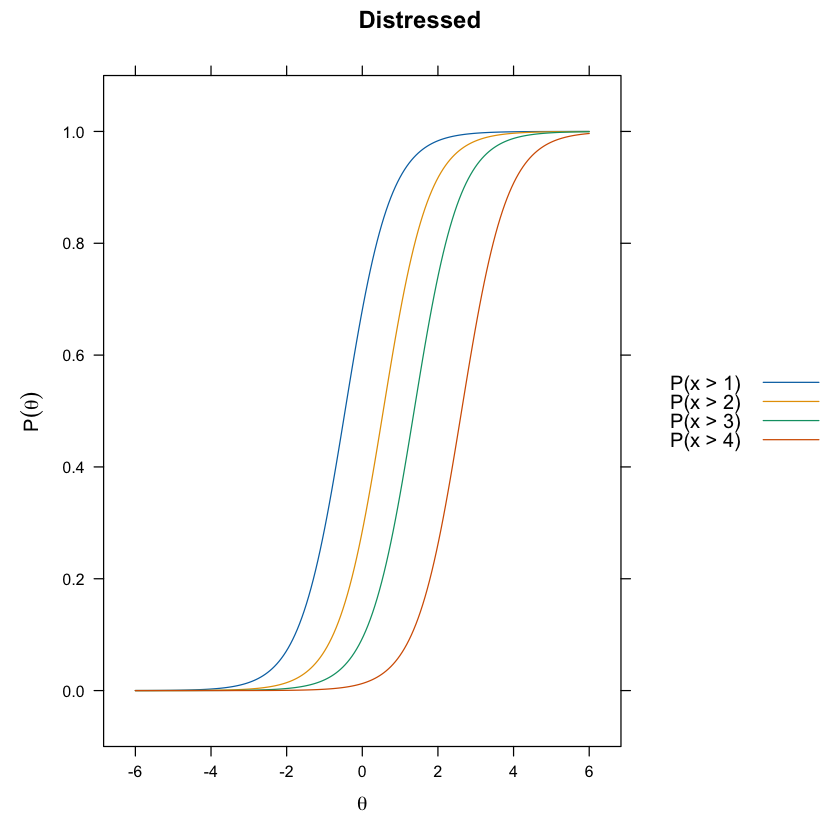 Distressed
1.0
0.8
0.6
0.4
0.2
0.0
P(θ)
-6 -4 -2 0 2 4 6
θ
P(x > 1)
P(x > 2)
P(x > 3)
P(x > 4)